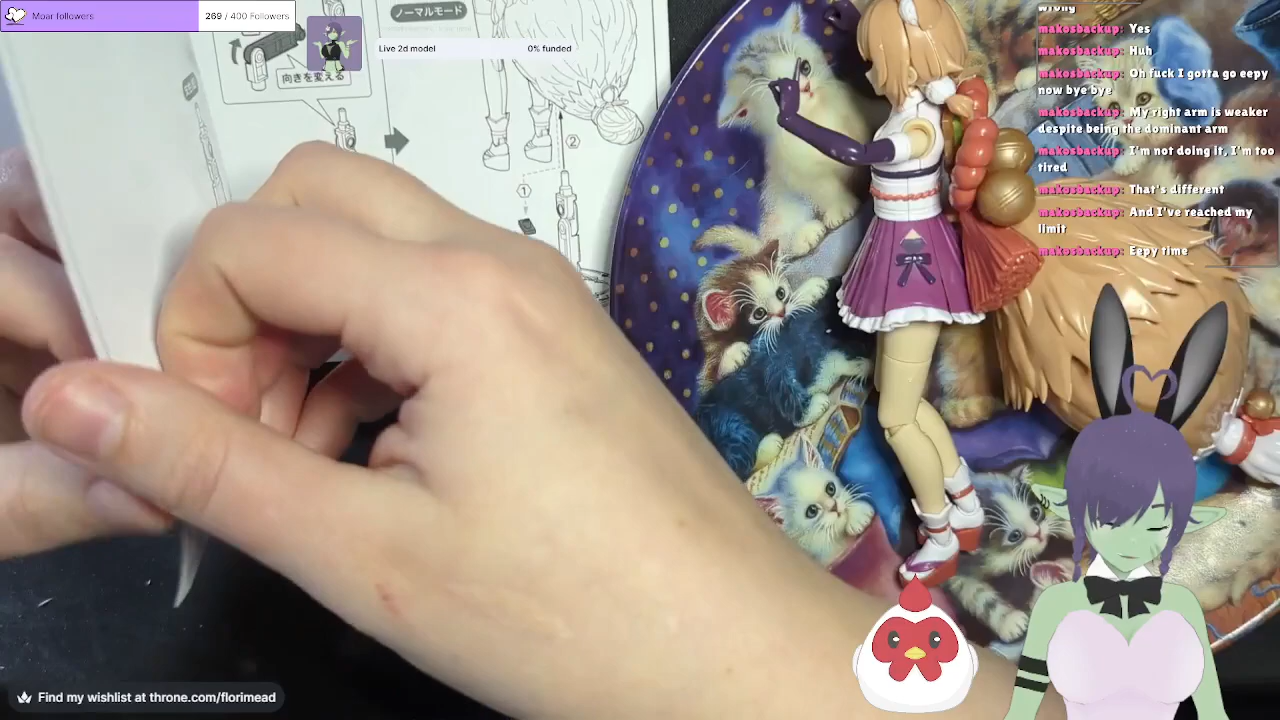 Moar followers
269 / 400 Followers
ノーマルモード
Live 2d model
0% funded
向きを変える
②
①
wrong
makosbackup: Yes
makosbackup: Huh
makosbackup: Oh fuck I gotta go eepy
now bye bye
makosbackup: My right arm is weaker
despite being the dominant arm
makosbackup: I'm not doing it, I'm too
tired
makosbackup: That's different
makosbackup: And I've reached my
limit
makosbackup: Eepy time
Find my wishlist at throne.com/florimead